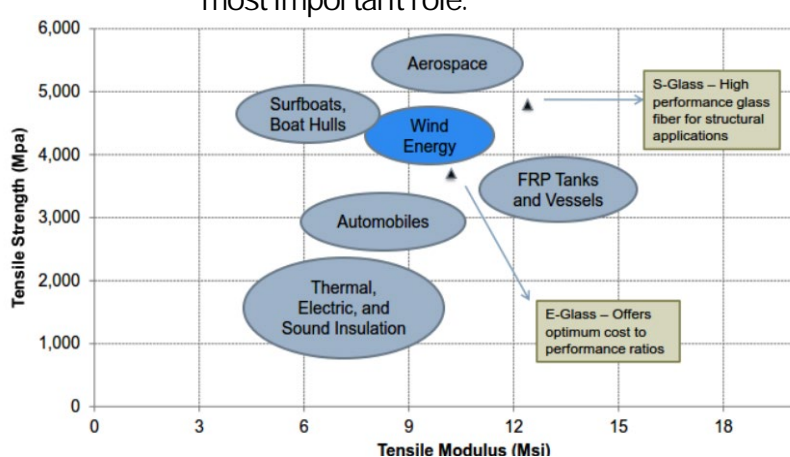 most important role.
6,000
5,000
4,000
3,000
2,000
1,000
0
Tensile Strength (Mpa)
Aerospace
Surfboats,
Boat Hulls
Wind
Energy
FRP Tanks
and Vessels
Automobiles
Thermal,
Electric, and
Sound Insulation
S-Glass – High
performance glass
fiber for structural
applications
E-Glass – Offers
optimum cost to
performance ratios
0 3 6 9 12 15 18
Tensile Modulus (Msi)